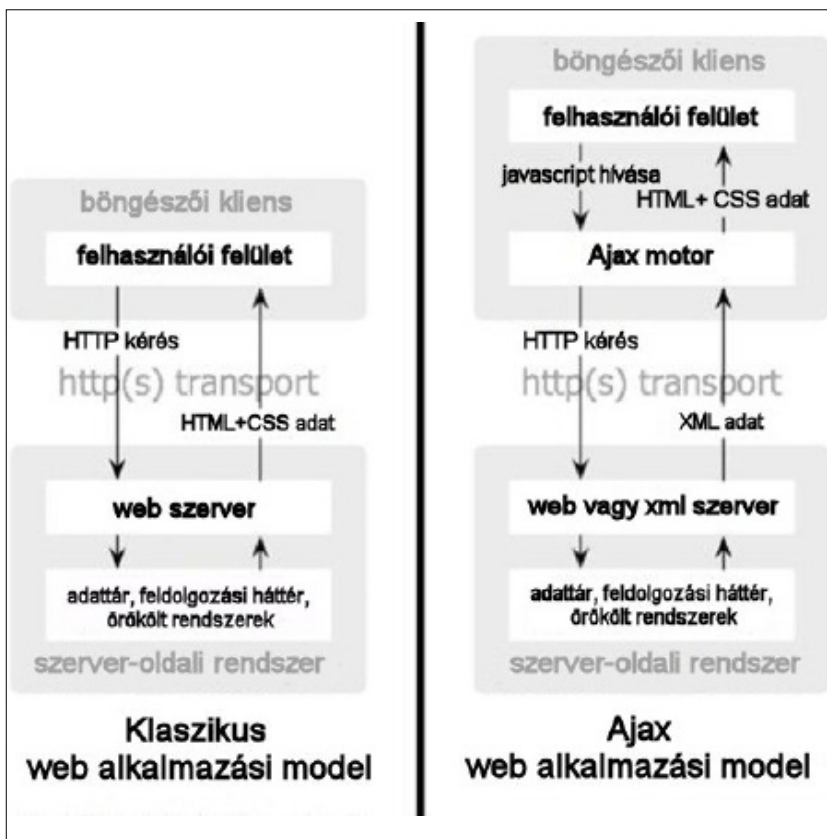 böngészői kliens
felhasználói felület
HTTP kérés
http(s) transport
HTML+CSS adat
web szerver
adattár, feldolgozási háttér,
örökölt rendszerek
szerver-oldali rendszer
Klaszikus
web alkalmazási model
böngészői kliens
felhasználói felület
javascript hívása
HTML+ CSS adat
Ajax motor
HTTP kérés
http(s) transport
XML adat
web vagy xml szerver
adattár, feldolgozási háttér,
örökölt rendszerek
szerver-oldali rendszer
Ajax
web alkalmazási model